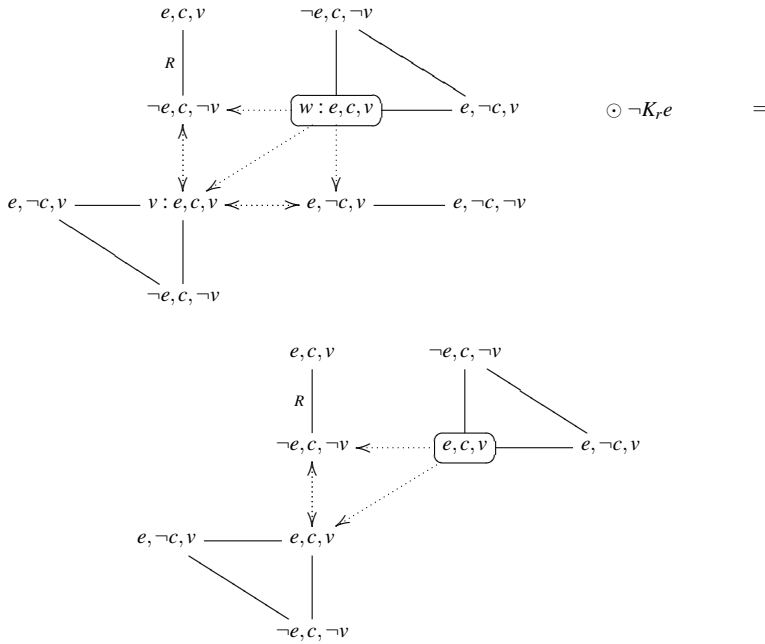 e, c, v ¬e, c, ¬v
R
¬e, c, ¬v w : e, c, v e, ¬c, v ⊙ ¬K_r e =
e, ¬c, v v : e, c, v e, ¬c, v e, ¬c, ¬v
¬e, c, ¬v
e, c, v ¬e, c, ¬v
R
¬e, c, ¬v e, c, v e, ¬c, v
e, ¬c, v e, c, v
¬e, c, ¬v